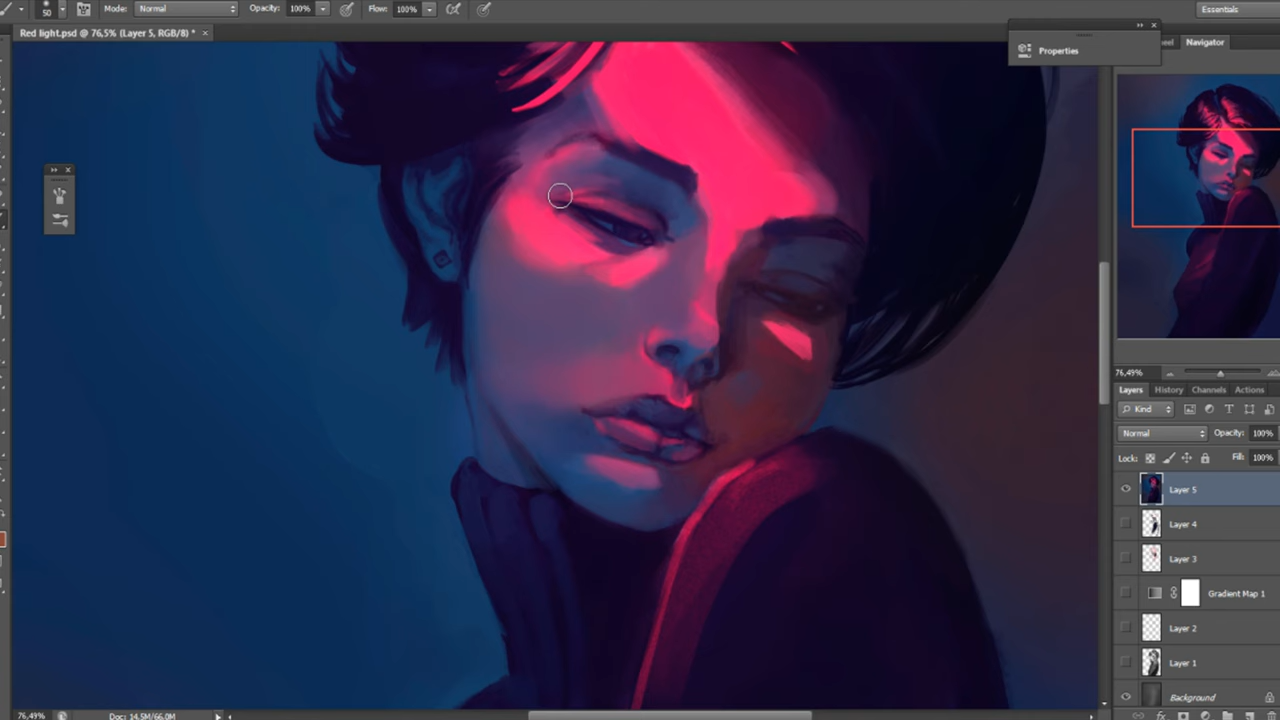 50 Mode: Normal Opacity: 100% Flow: 100% Essentials
Red light.psd @ 76,5% (Layer 5, RGB/8) * ×
Properties
Navigator
76,49%
Layers History Channels Actions
Kind
Normal Opacity: 100%
Lock: Fill: 100%
Layer 5
Layer 4
Layer 3
Gradient Map 1
Layer 2
Layer 1
Background
76,49% Doc: 14.5M/66.0M